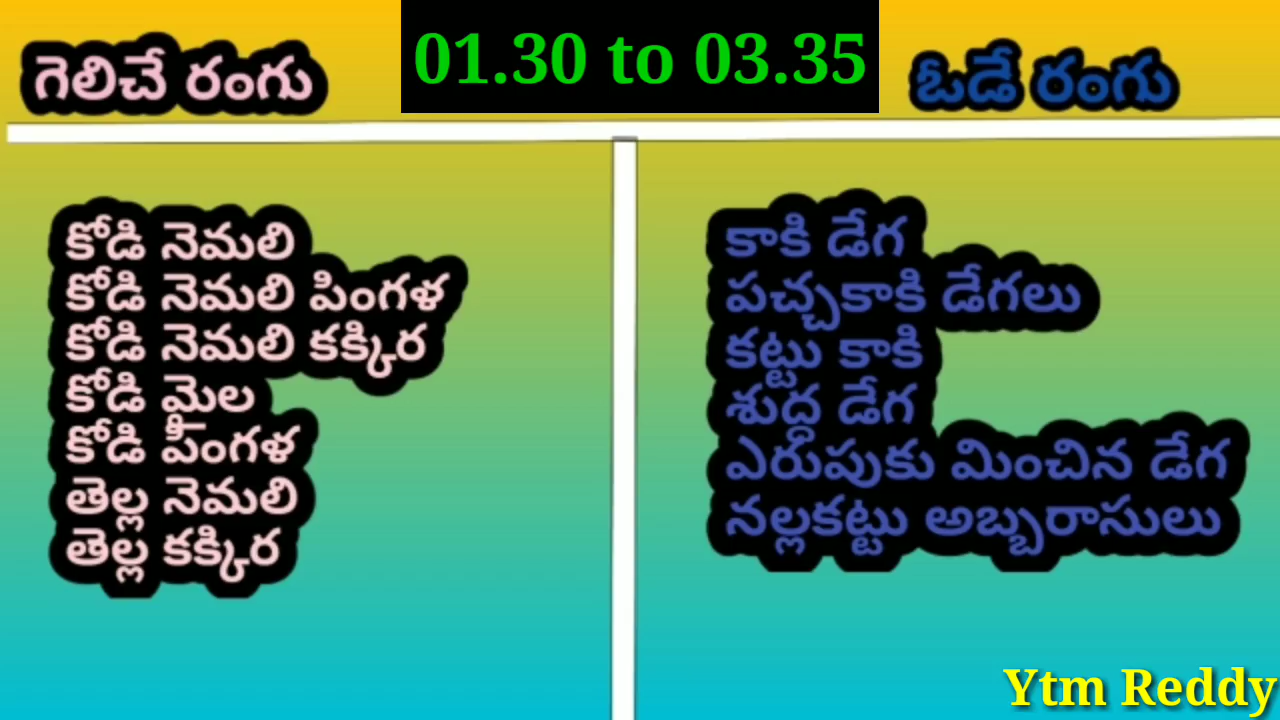 గెలిచే రంగు
01.30 to 03.35
ఓడే రంగు
కోడి నెమలి
కోడి నెమలి పింగళ
కోడి నెమలి కక్కిర
కోడి మైల
కోడి పింగళ
తెల్ల నెమలి
తెల్ల కక్కిర
కాకి డేగ
పచ్చకాకి డేగలు
కట్టు కాకి
శుద్ధ డేగ
ఎరుపుకు మించిన డేగ
నల్లకట్టు అబ్బరాసులు
Ytm Reddy